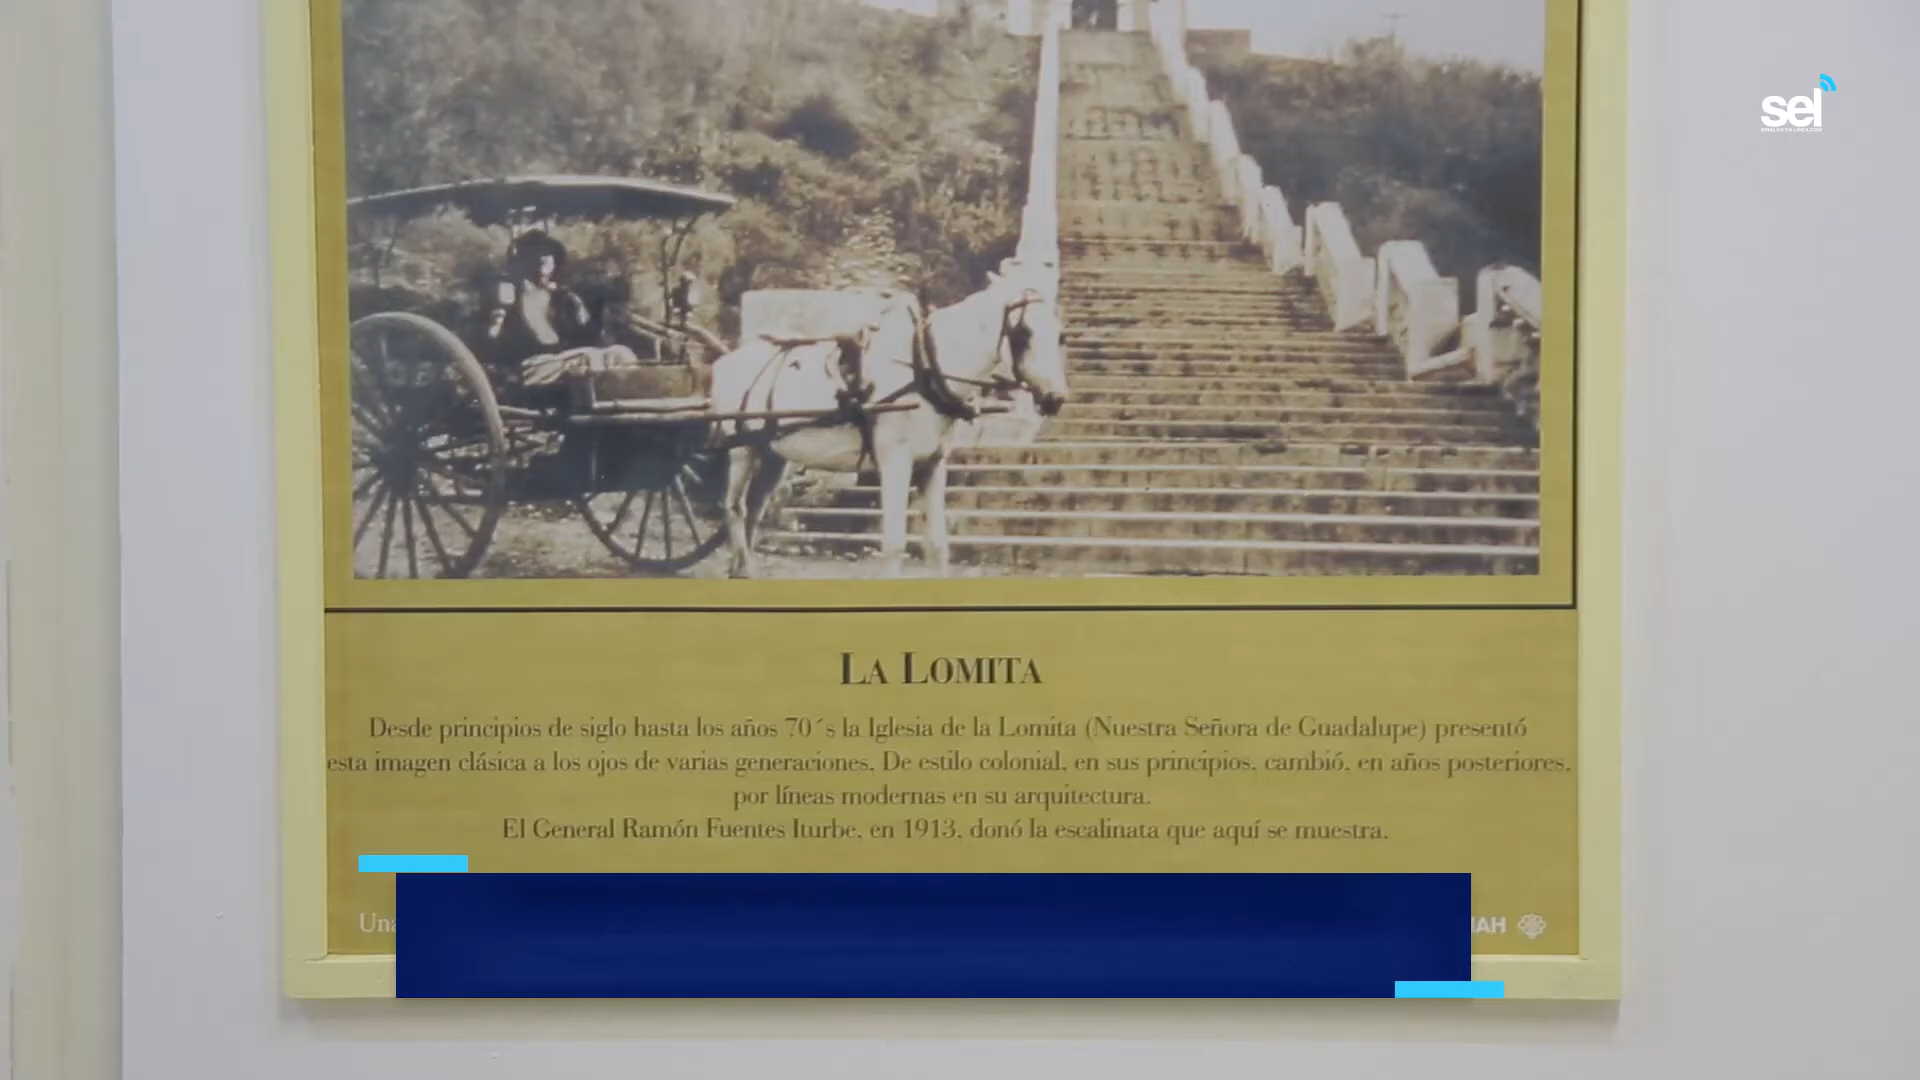 sel
LA LOMITA
Desde principios de siglo hasta los años 70´s la Iglesia de la Lomita (Nuestra Señora de Guadalupe) presentó
esta imagen clásica a los ojos de varias generaciones. De estilo colonial, en sus principios, cambió, en años posteriores,
por líneas modernas en su arquitectura.
El General Ramón Fuentes Iturbe, en 1913, donó la escalinata que aquí se muestra.